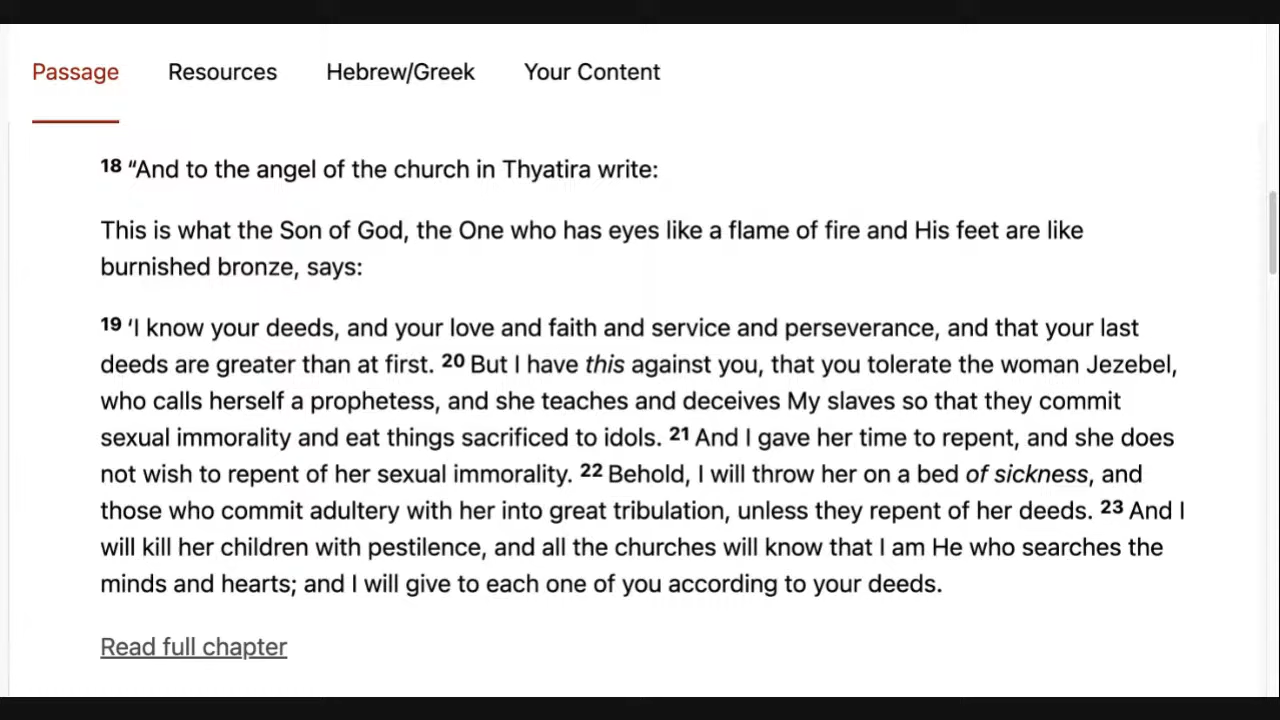 Passage Resources Hebrew/Greek Your Content
18 “And to the angel of the church in Thyatira write:
This is what the Son of God, the One who has eyes like a flame of fire and His feet are like
burnished bronze, says:
19 ‘I know your deeds, and your love and faith and service and perseverance, and that your last
deeds are greater than at first. 20 But I have this against you, that you tolerate the woman Jezebel,
who calls herself a prophetess, and she teaches and deceives My slaves so that they commit
sexual immorality and eat things sacrificed to idols. 21 And I gave her time to repent, and she does
not wish to repent of her sexual immorality. 22 Behold, I will throw her on a bed of sickness, and
those who commit adultery with her into great tribulation, unless they repent of her deeds. 23 And I
will kill her children with pestilence, and all the churches will know that I am He who searches the
minds and hearts; and I will give to each one of you according to your deeds.
Read full chapter